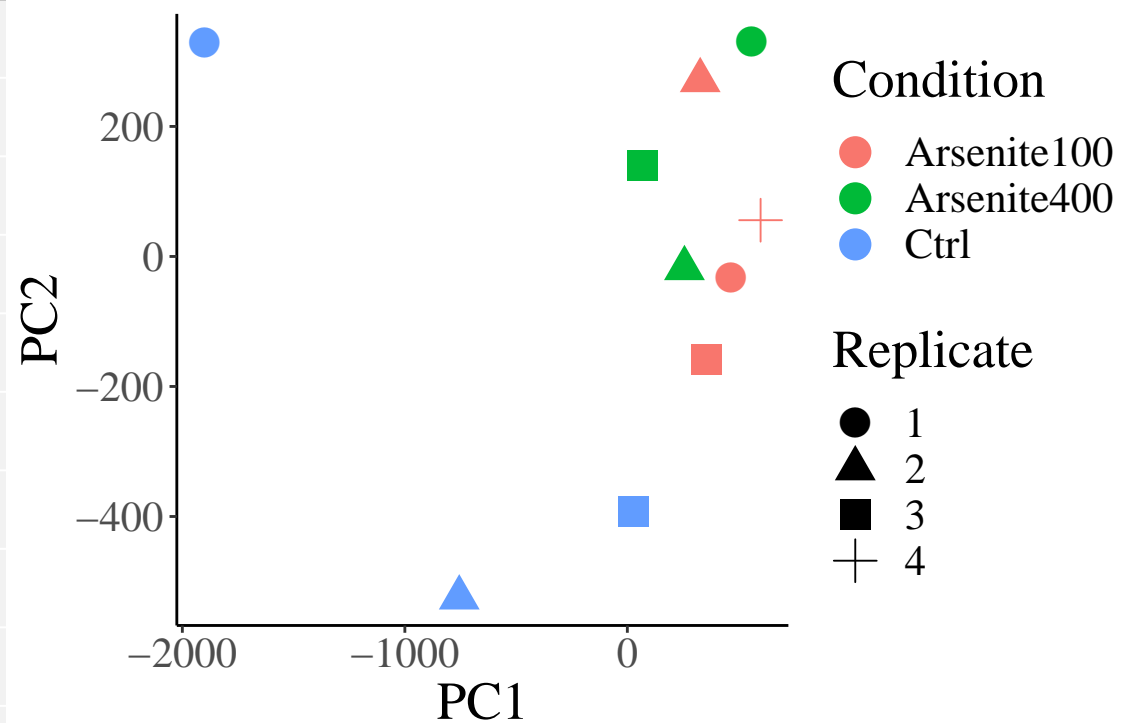 200
0
−200
−400
PC2
−2000
−1000
0
PC1
Condition
Arsenite100
Arsenite400
Ctrl
Replicate
1
2
3
4